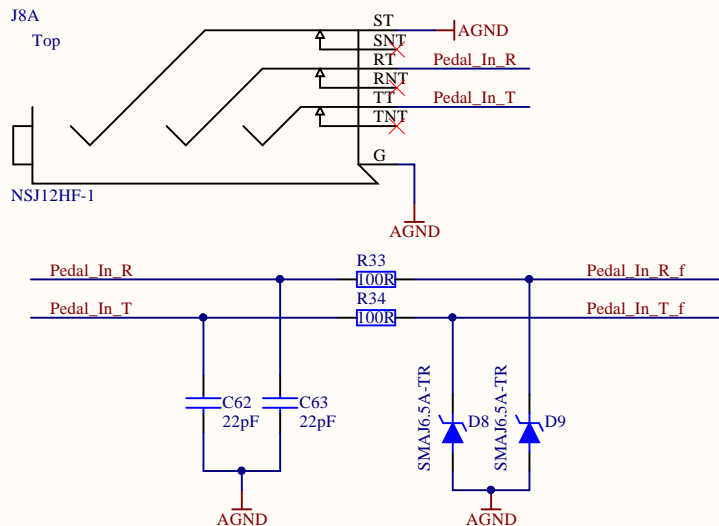 J8A
Top
ST
AGND
SNT
RT
Pedal_In_R
RNT
TT
Pedal_In_T
TNT
G
NSJ12HF-1
AGND
Pedal_In_R
R33
100R
Pedal_In_R_f
Pedal_In_T
R34
100R
Pedal_In_T_f
C62
22pF
C63
22pF
SMAJ6.5A-TR
D8
SMAJ6.5A-TR
D9
AGND
AGND